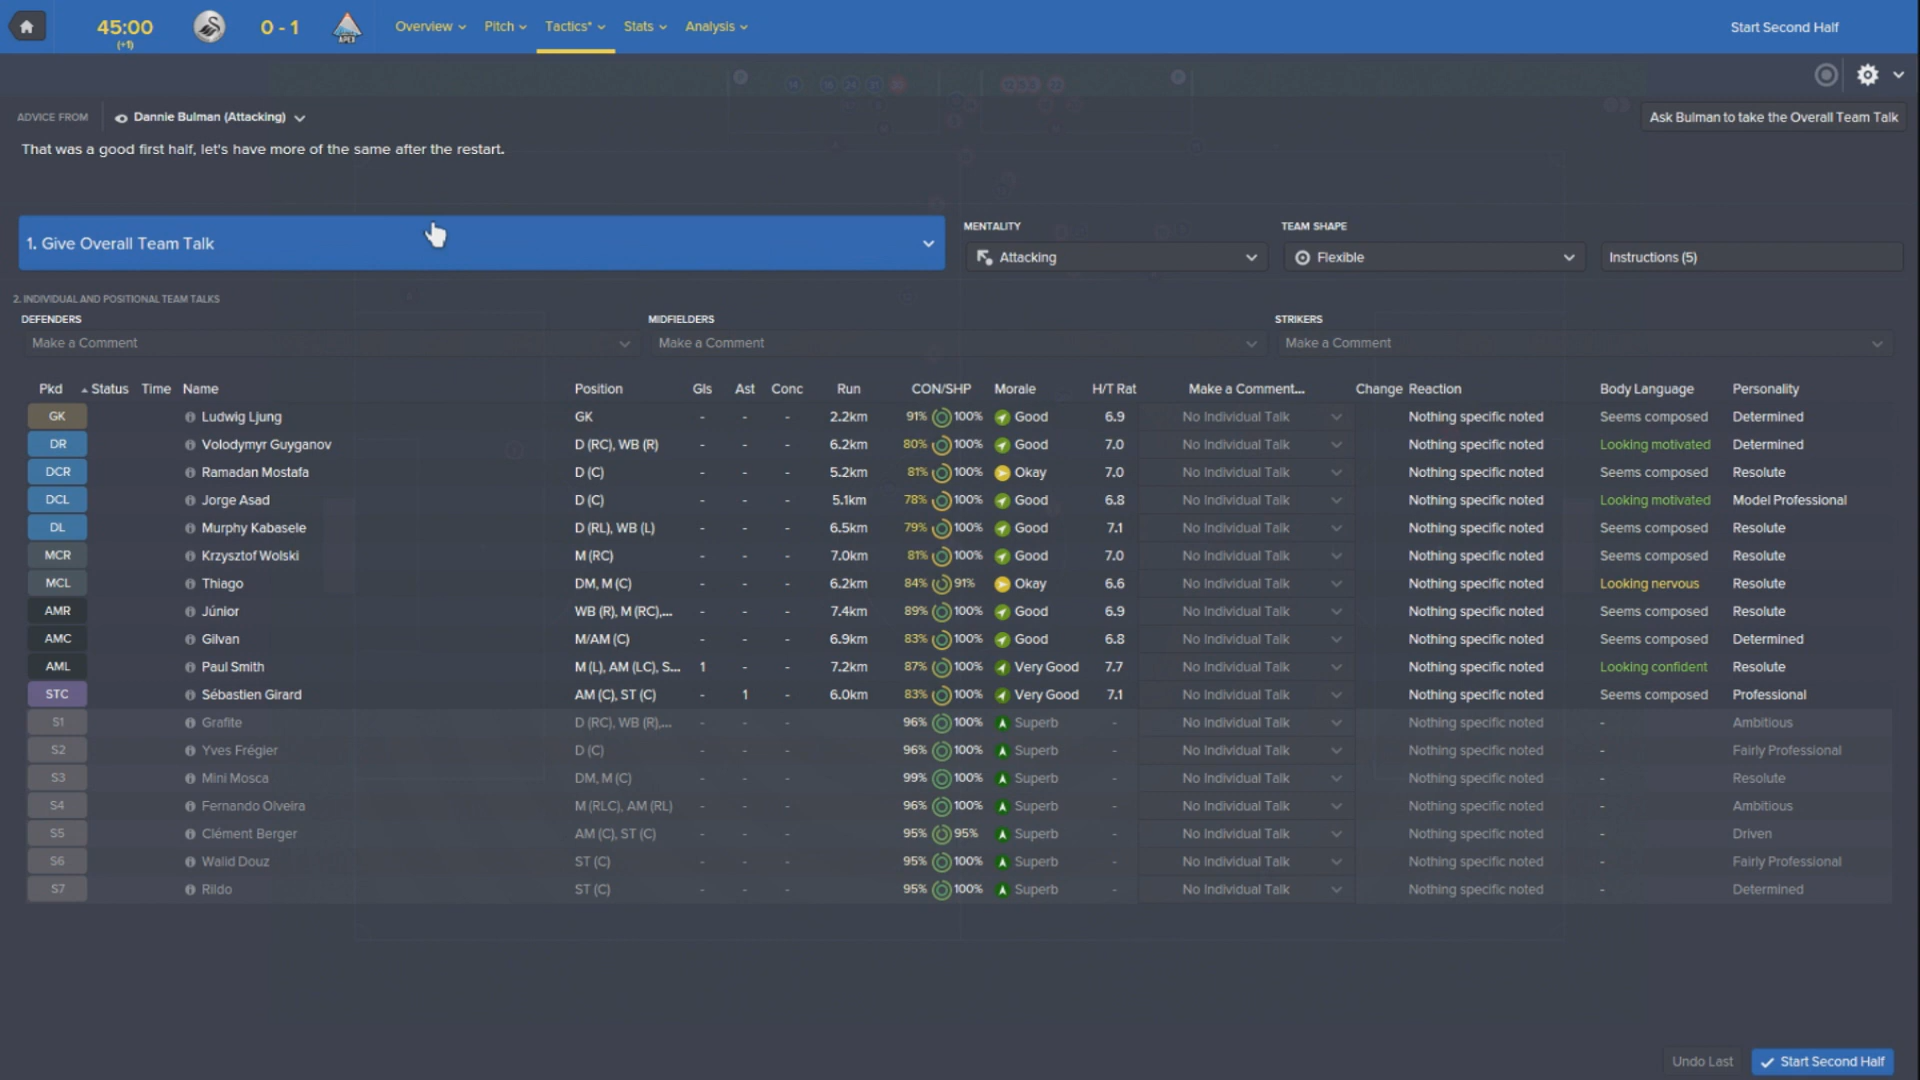 45:00 0 - 1 Overview Pitch Tactics* Stats Analysis Start Second Half
(+1) APEX
ADVICE FROM Dannie Bulman (Attacking) Ask Bulman to take the Overall Team Talk
That was a good first half, let's have more of the same after the restart.
MENTALITY TEAM SHAPE
1. Give Overall Team Talk Attacking Flexible Instructions (5)
2. INDIVIDUAL AND POSITIONAL TEAM TALKS
DEFENDERS MIDFIELDERS STRIKERS
Make a Comment Make a Comment Make a Comment
Pkd Status Time Name Position Gls Ast Conc Run CON/SHP Morale H/T Rat Make a Comment... Change Reaction Body Language Personality
GK Ludwig Ljung GK - - - 2.2km 91% 100% Good 6.9 No Individual Talk Nothing specific noted Seems composed Determined
DR Volodymyr Guyganov D (RC), WB (R) - - - 6.2km 80% 100% Good 7.0 No Individual Talk Nothing specific noted Looking motivated Determined
DCR Ramadan Mostafa D (C) - - - 5.2km 81% 100% Okay 7.0 No Individual Talk Nothing specific noted Seems composed Resolute
DCL Jorge Asad D (C) - - - 5.1km 78% 100% Good 6.8 No Individual Talk Nothing specific noted Looking motivated Model Professional
DL Murphy Kabasele D (RL), WB (L) - - - 6.5km 79% 100% Good 7.1 No Individual Talk Nothing specific noted Seems composed Resolute
MCR Krzysztof Wolski M (RC) - - - 7.0km 81% 100% Good 7.0 No Individual Talk Nothing specific noted Seems composed Resolute
MCL Thiago DM, M (C) - - - 6.2km 84% 91% Okay 6.6 No Individual Talk Nothing specific noted Looking nervous Resolute
AMR Júnior WB (R), M (RC),... - - - 7.4km 89% 100% Good 6.9 No Individual Talk Nothing specific noted Seems composed Resolute
AMC Gilvan M/AM (C) - - - 6.9km 83% 100% Good 6.8 No Individual Talk Nothing specific noted Seems composed Determined
AML Paul Smith M (L), AM (LC), S... 1 - - 7.2km 87% 100% Very Good 7.7 No Individual Talk Nothing specific noted Looking confident Resolute
STC Sébastien Girard AM (C), ST (C) - 1 - 6.0km 83% 100% Very Good 7.1 No Individual Talk Nothing specific noted Seems composed Professional
S1 Grafite D (RC), WB (R),... - - - 96% 100% Superb - No Individual Talk Nothing specific noted - Ambitious
S2 Yves Frégier D (C) - - - 96% 100% Superb - No Individual Talk Nothing specific noted - Fairly Professional
S3 Mini Mosca DM, M (C) - - - 99% 100% Superb - No Individual Talk Nothing specific noted - Resolute
S4 Fernando Olveira M (RLC), AM (RL) - - - 96% 100% Superb - No Individual Talk Nothing specific noted - Ambitious
S5 Clément Berger AM (C), ST (C) - - - 95% 95% Superb - No Individual Talk Nothing specific noted - Driven
S6 Walid Douz ST (C) - - - 95% 100% Superb - No Individual Talk Nothing specific noted - Fairly Professional
S7 Rildo ST (C) - - - 95% 100% Superb - No Individual Talk Nothing specific noted - Determined
Undo Last Start Second Half